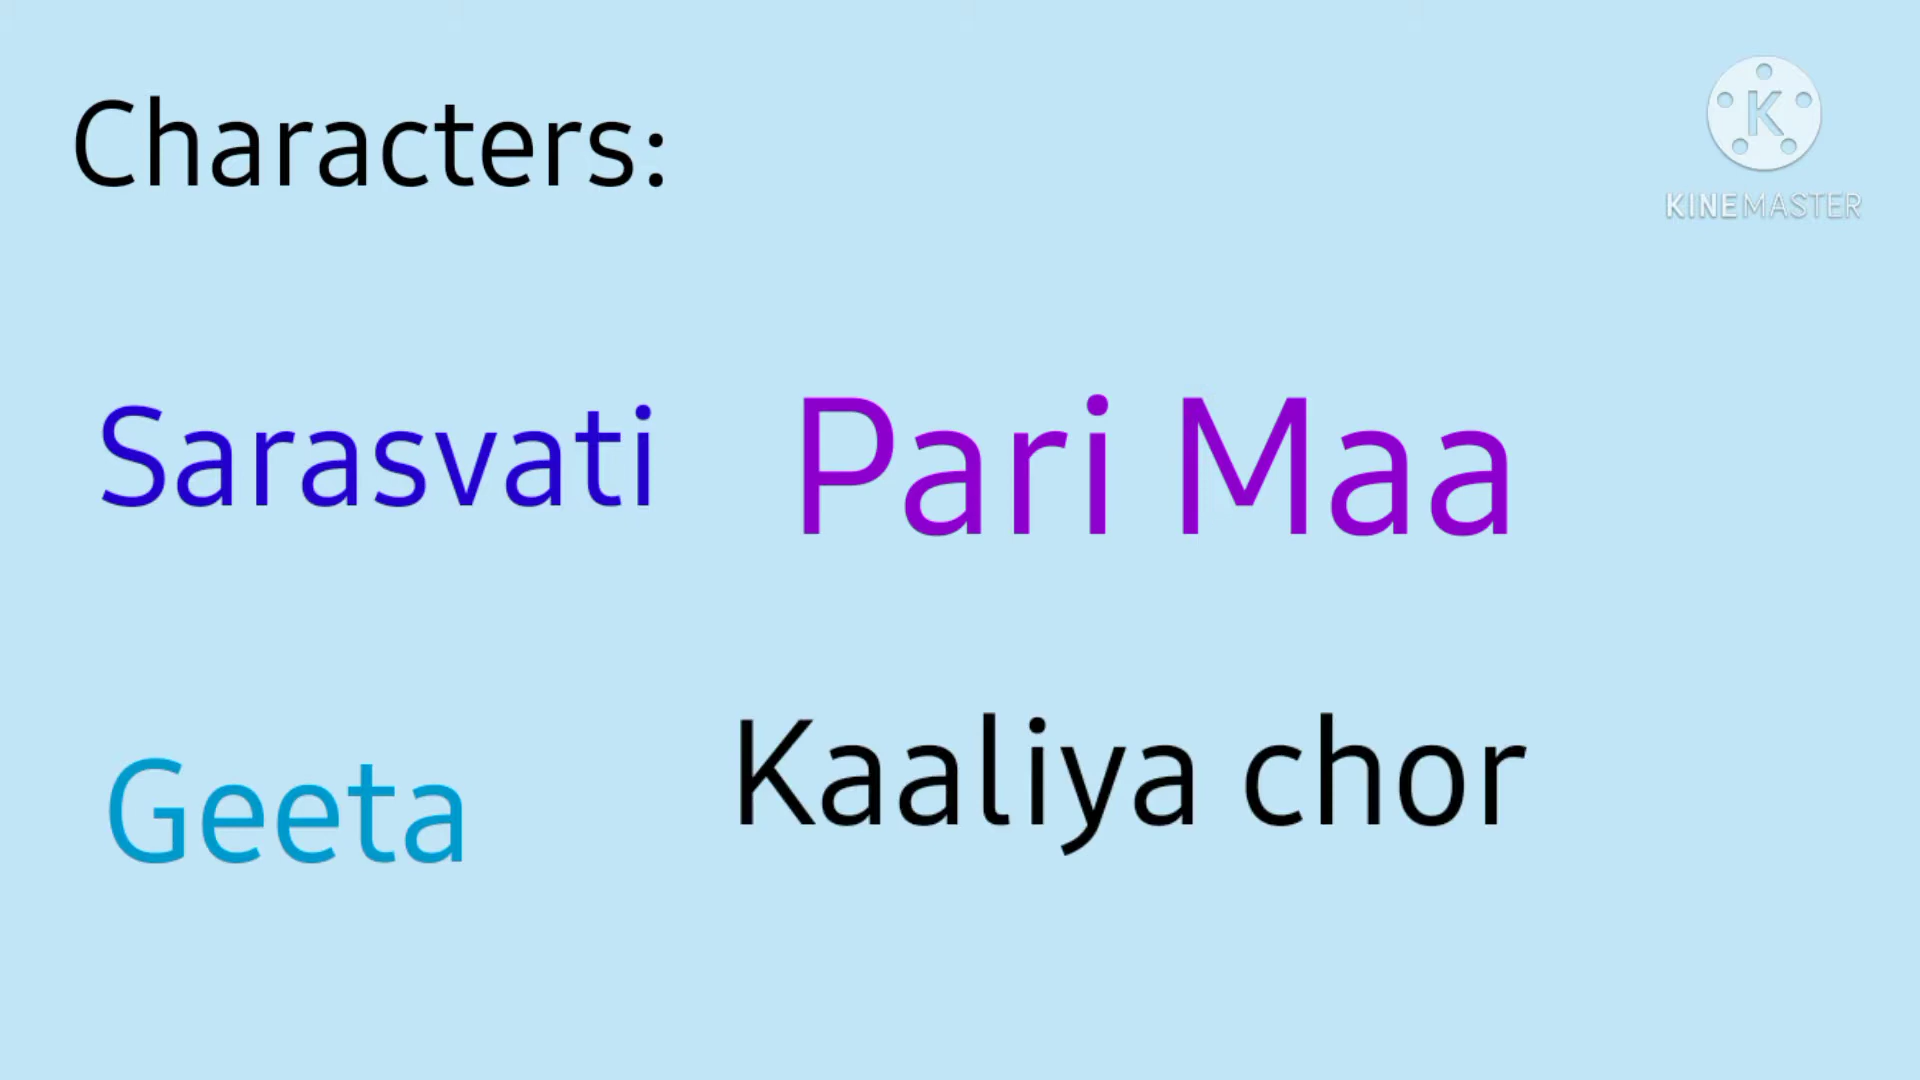 Characters:
K
KINEMASTER
Sarasvati
Pari Maa
Geeta
Kaaliya chor